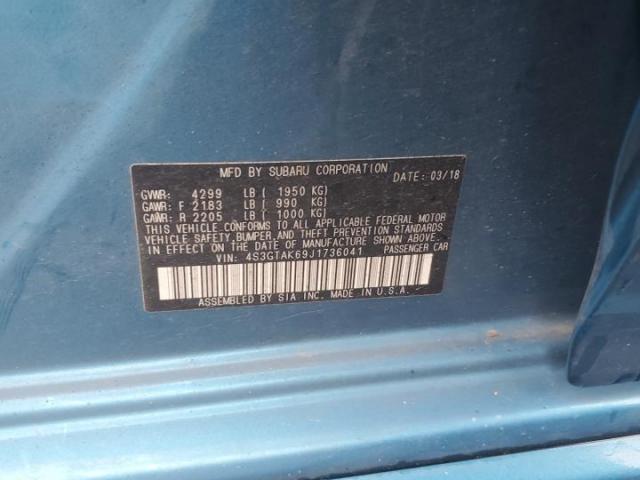 MFD BY SUBARU CORPORATION
DATE: 03/18
GVWR: 4299 LB ( 1950 KG)
GAWR: F 2183 LB ( 990 KG)
GAWR: R 2205 LB ( 1000 KG)
THIS VEHICLE CONFORMS TO ALL APPLICABLE FEDERAL MOTOR
VEHICLE SAFETY, BUMPER, AND THEFT PREVENTION STANDARDS
IN EFFECT ON THE DATE OF MANUFACTURE SHOWN ABOVE.
VIN: 4S3GTAK69J1736041 PASSENGER CAR
ASSEMBLED BY SIA INC. MADE IN U.S.A.